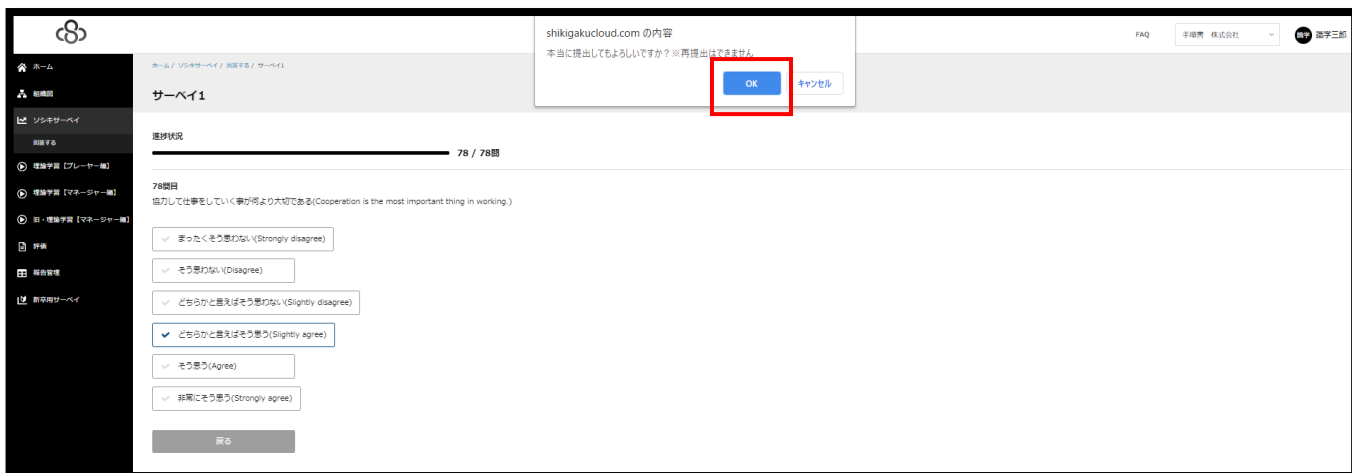 shikigakucloud.com の内容
本当に提出してもよろしいですか？※再提出はできません
OK
キャンセル
FAQ
手順書 株式会社
識学
識学三郎
ホーム
組織図
ソシキサーベイ
回答する
理論学習【プレーヤー編】
理論学習【マネージャー編】
旧・理論学習【マネージャー編】
評価
報告管理
新卒用サーベイ
ホーム / ソシキサーベイ / 回答する / サーベイ1
サーベイ1
進捗状況
78 / 78問
78問目
協力して仕事をしていく事が何より大切である(Cooperation is the most important thing in working.)
まったくそう思わない(Strongly disagree)
そう思わない(Disagree)
どちらかと言えばそう思わない(Slightly disagree)
どちらかと言えばそう思う(Slightly agree)
そう思う(Agree)
非常にそう思う(Strongly agree)
戻る